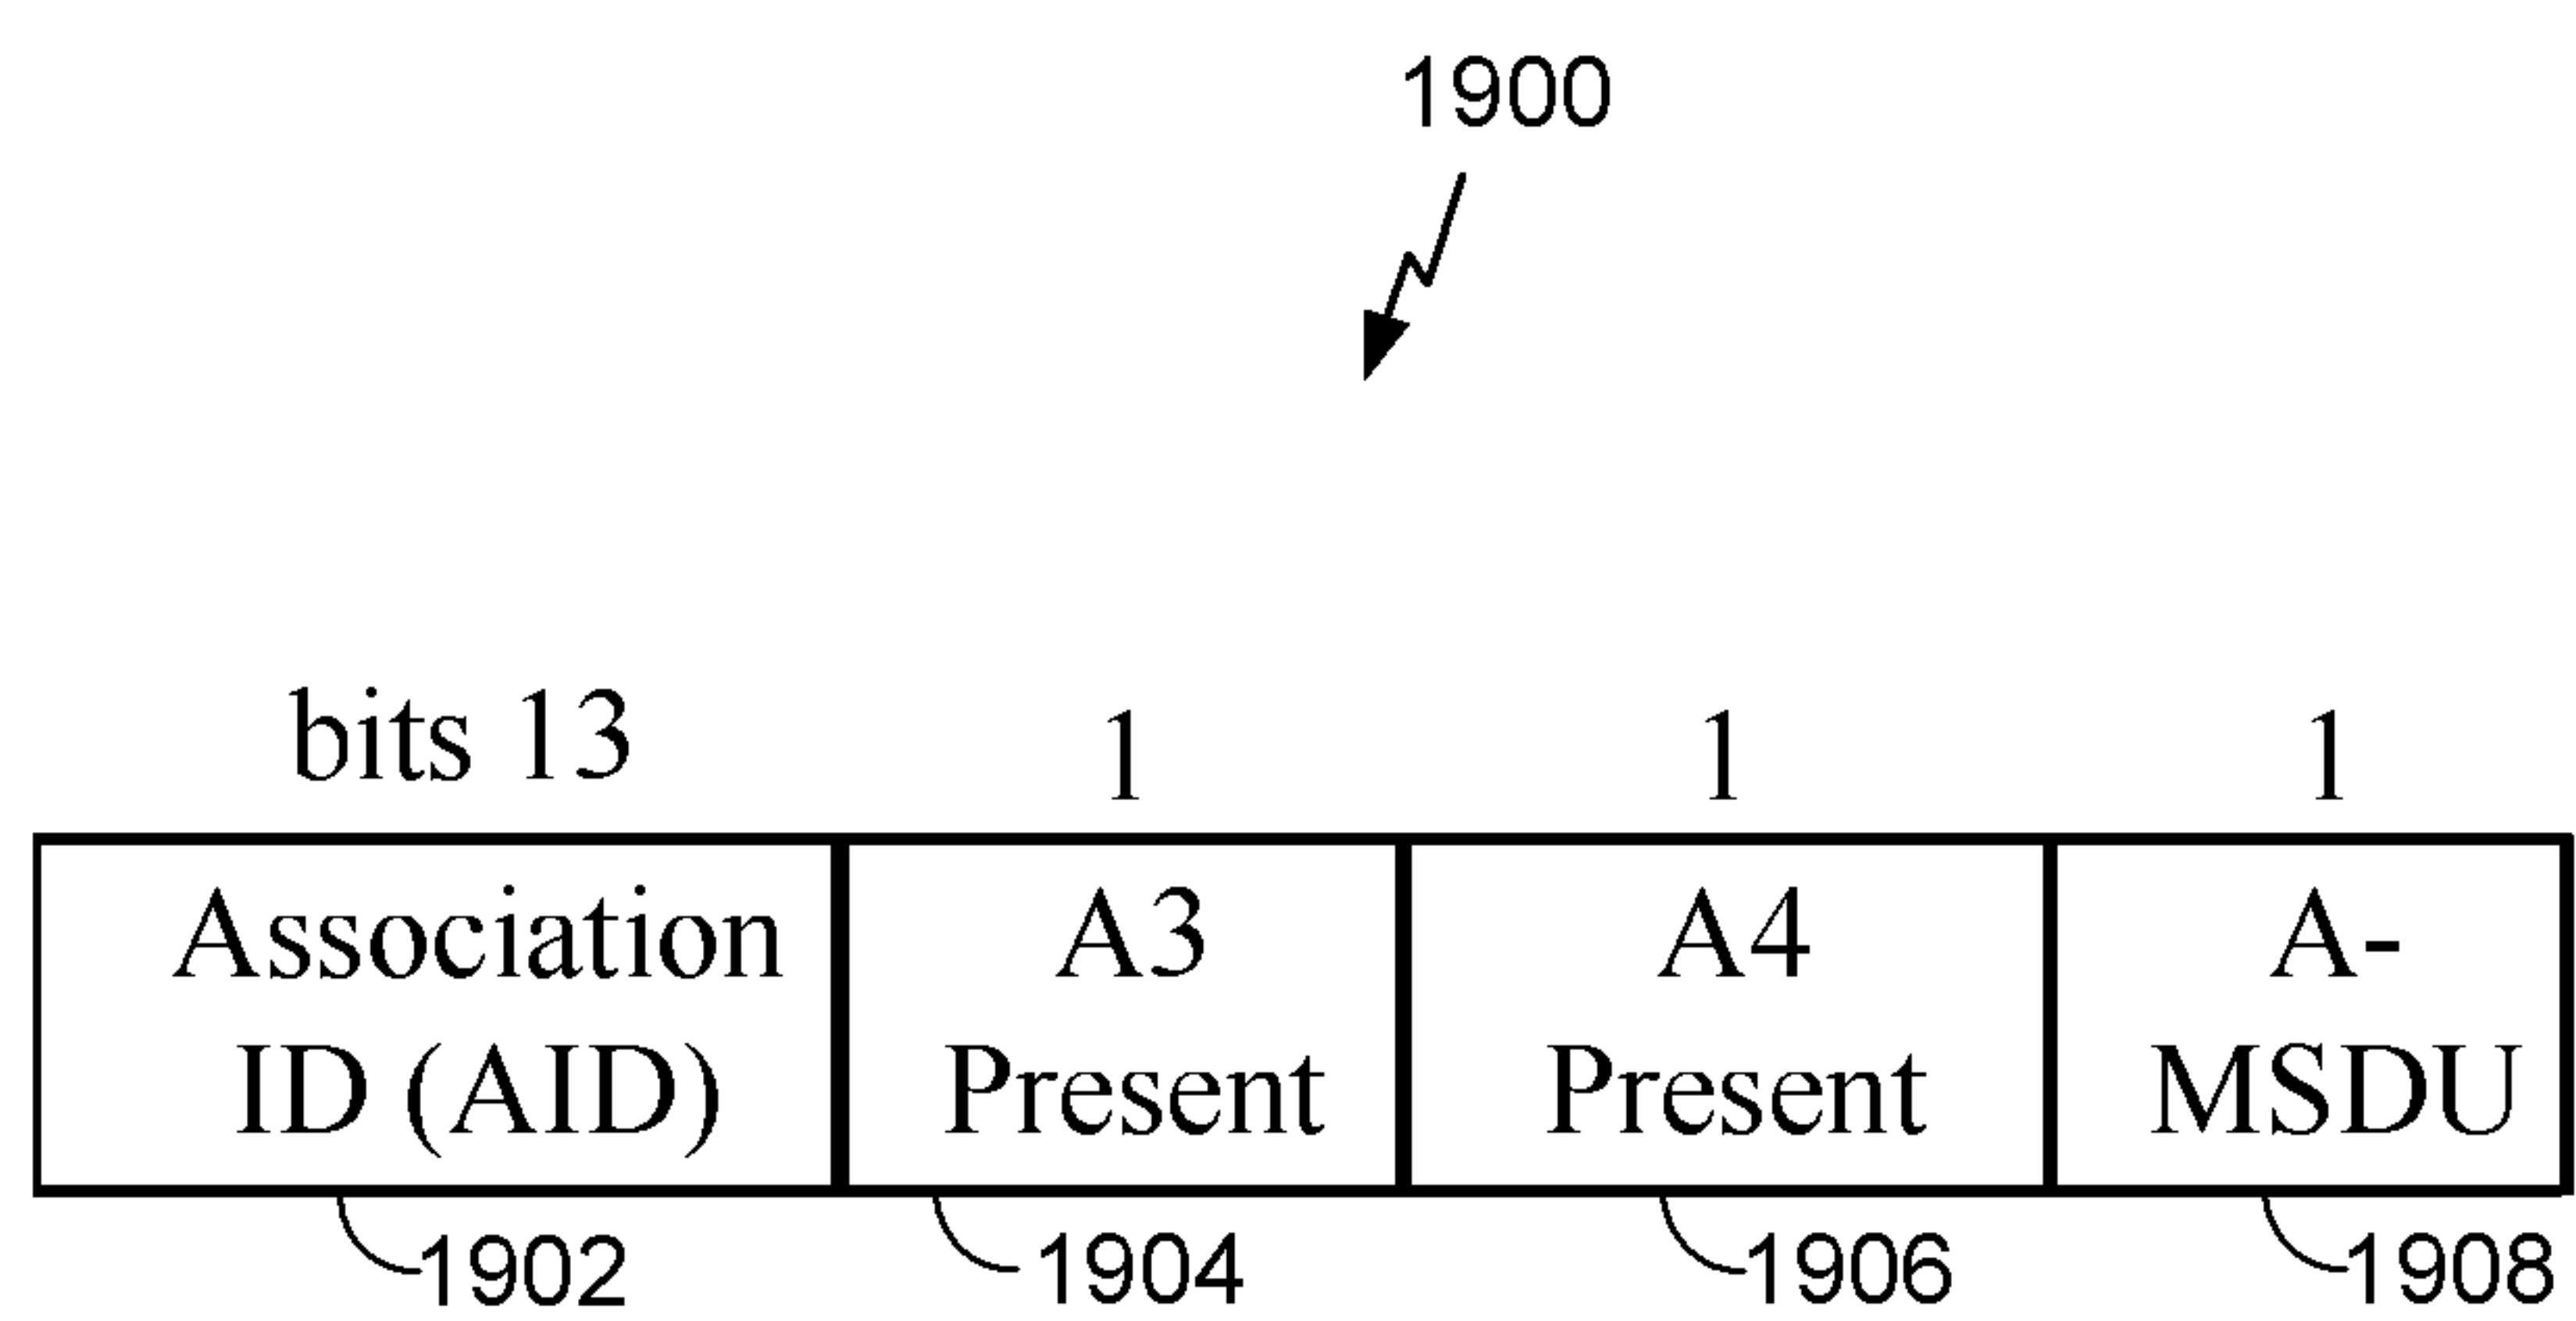 1900
bits 13 1 1 1
Association A3 A4 A-
ID (AID) Present Present MSDU
1902 1904 1906 1908